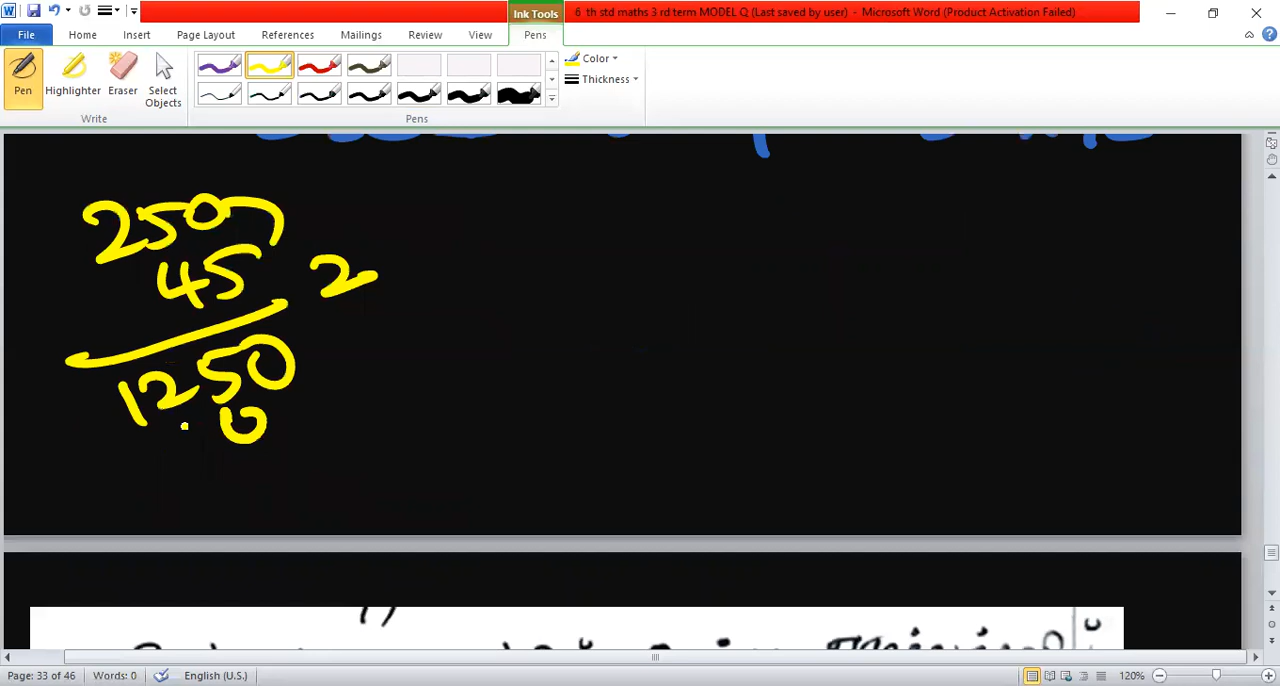 6 th std maths 3 rd term MODEL Q (Last saved by user) - Microsoft Word (Product Activation Failed)
Ink Tools
File Home Insert Page Layout References Mailings Review View Pens
Pen Highlighter Eraser Select Objects
Color
Thickness
Write Pens
250
45 2
1250
0
Page: 33 of 46 Words: 0 English (U.S.) 120%